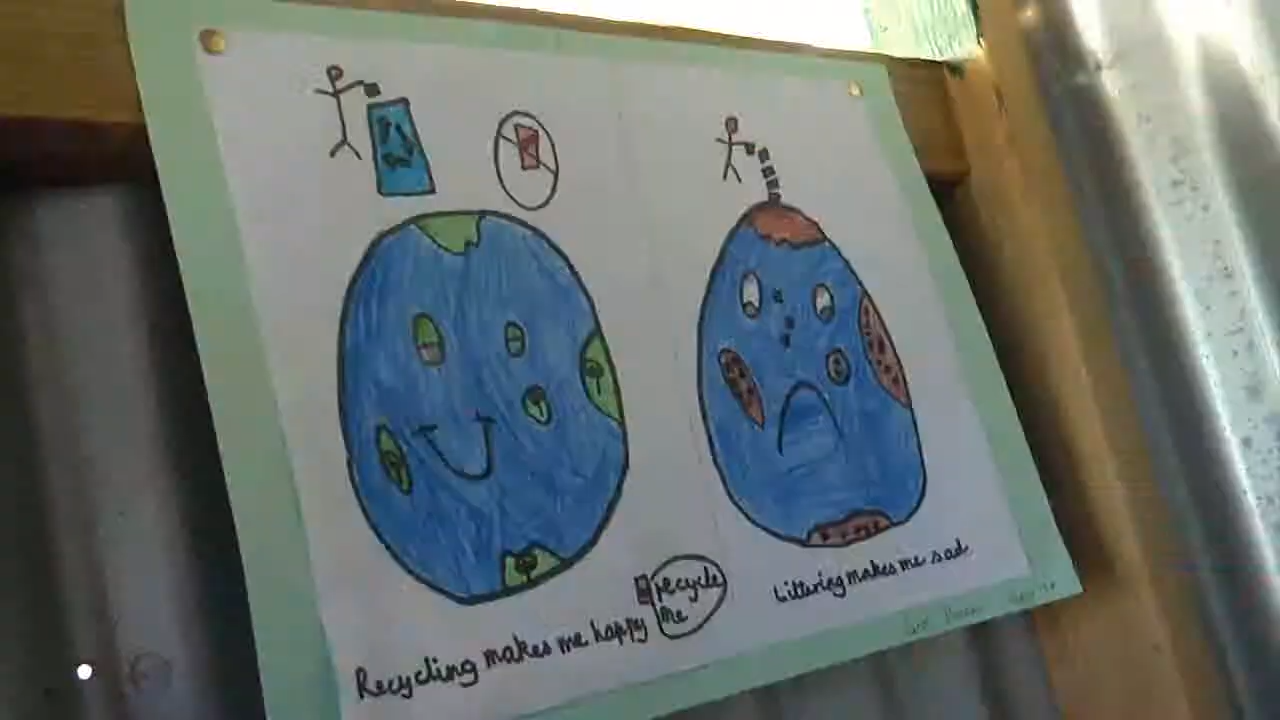 Recycling makes me happy
recycle
me
Littering makes me sad